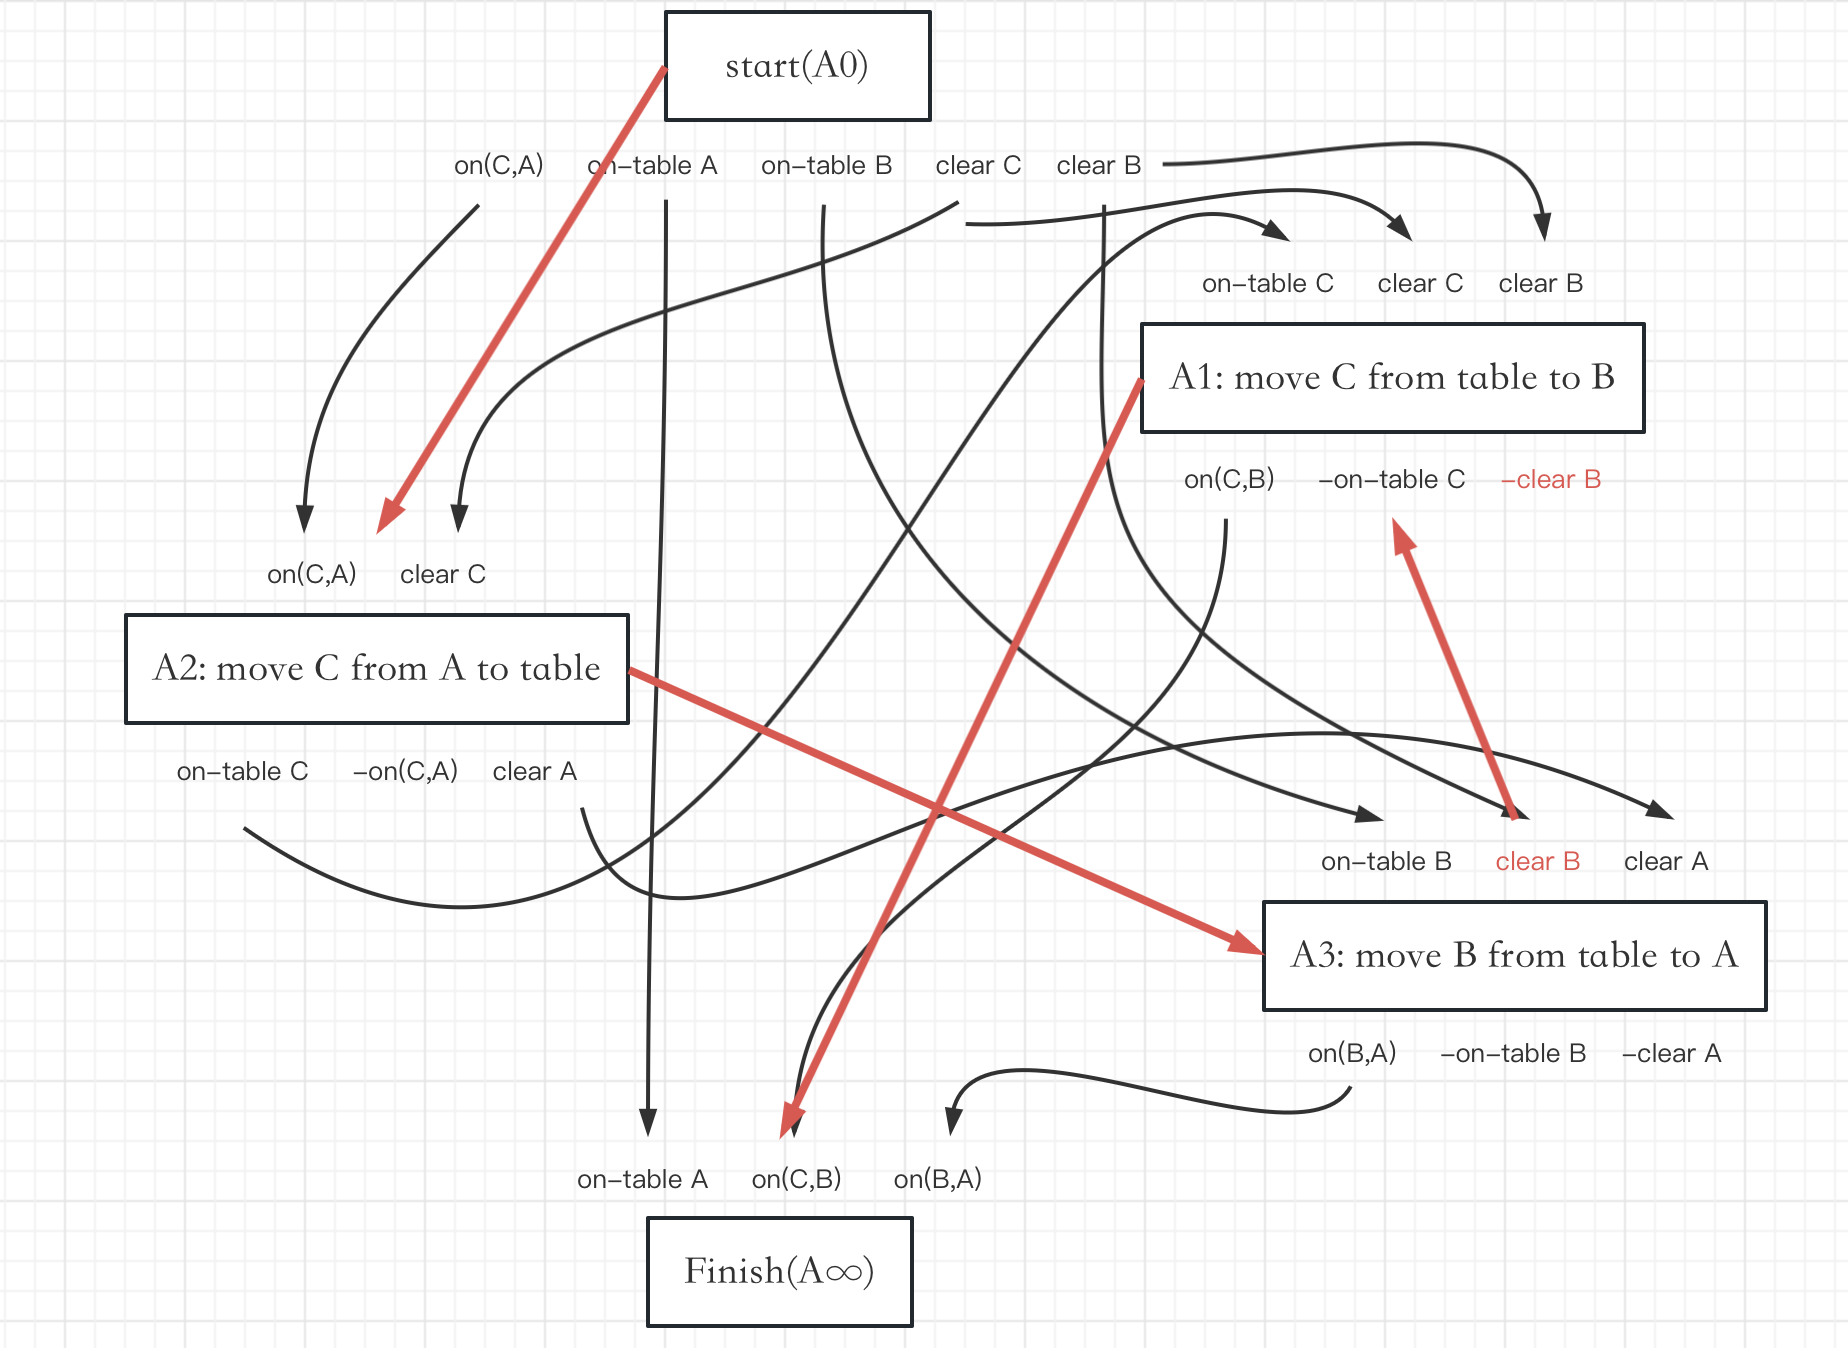 start(A0)
on(C,A) on-table A on-table B clear C clear B
on-table C clear C clear B
A1: move C from table to B
on(C,B) -on-table C -clear B
on(C,A) clear C
A2: move C from A to table
on-table C -on(C,A) clear A
on-table B clear B clear A
A3: move B from table to A
on(B,A) -on-table B -clear A
on-table A on(C,B) on(B,A)
Finish(A∞)